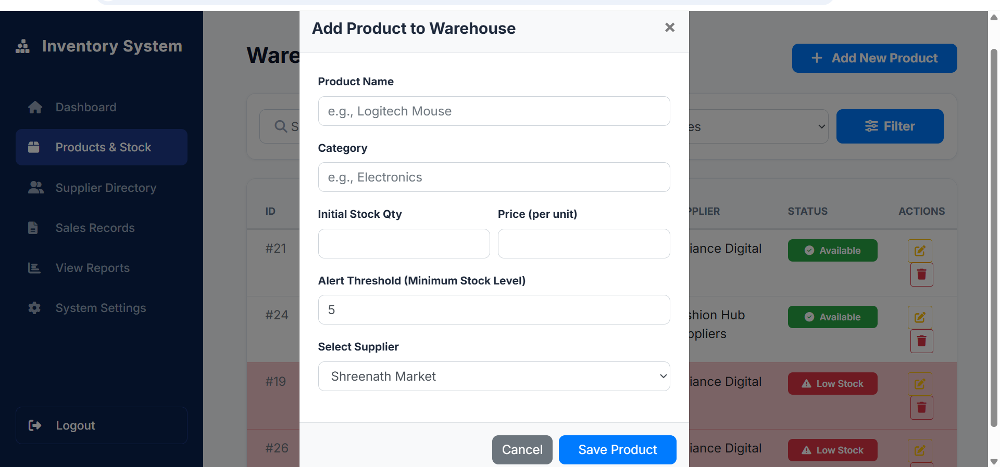 Inventory System
Dashboard
Products & Stock
Supplier Directory
Sales Records
View Reports
System Settings
Logout
Ware
Add New Product
S
es
Filter
ID
PPLIER
STATUS
ACTIONS
#21
iance Digital
Available
#24
shion Hub
ppliers
Available
#19
iance Digital
Low Stock
#26
iance Digital
Low Stock
Add Product to Warehouse
Product Name
e.g., Logitech Mouse
Category
e.g., Electronics
Initial Stock Qty
Price (per unit)
Alert Threshold (Minimum Stock Level)
5
Select Supplier
Shreenath Market
Cancel
Save Product